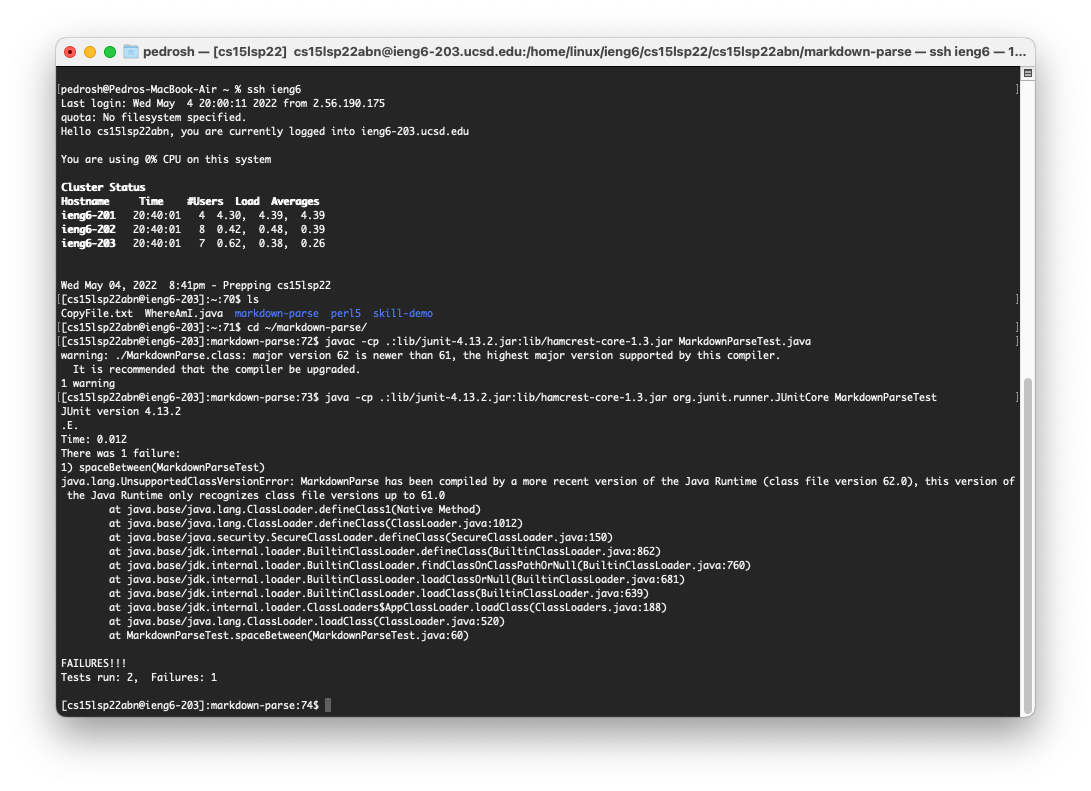 pedrosh — [cs15lsp22] cs15lsp22abn@ieng6-203.ucsd.edu:/home/linux/ieng6/cs15lsp22/cs15lsp22abn/markdown-parse — ssh ieng6 — 1...
[pedrosh@Pedros-MacBook-Air ~ % ssh ieng6 ]
Last login: Wed May  4 20:00:11 2022 from 2.56.190.175
quota: No filesystem specified.
Hello cs15lsp22abn, you are currently logged into ieng6-203.ucsd.edu

You are using 0% CPU on this system

Cluster Status
Hostname     Time    #Users  Load  Averages
ieng6-201   20:40:01   4  4.30,  4.39,  4.39
ieng6-202   20:40:01   8  0.42,  0.48,  0.39
ieng6-203   20:40:01   7  0.62,  0.38,  0.26

Wed May 04, 2022  8:41pm - Prepping cs15lsp22
[[cs15lsp22abn@ieng6-203]:~:70$ ls ]
CopyFile.txt  WhereAmI.java  markdown-parse  perl5  skill-demo
[[cs15lsp22abn@ieng6-203]:~:71$ cd ~/markdown-parse/ ]
[[cs15lsp22abn@ieng6-203]:markdown-parse:72$ javac -cp .:lib/junit-4.13.2.jar:lib/hamcrest-core-1.3.jar MarkdownParseTest.java ]
warning: ./MarkdownParse.class: major version 62 is newer than 61, the highest major version supported by this compiler.
  It is recommended that the compiler be upgraded.
1 warning
[[cs15lsp22abn@ieng6-203]:markdown-parse:73$ java -cp .:lib/junit-4.13.2.jar:lib/hamcrest-core-1.3.jar org.junit.runner.JUnitCore MarkdownParseTest ]
JUnit version 4.13.2
.E.
Time: 0.012
There was 1 failure:
1) spaceBetween(MarkdownParseTest)
java.lang.UnsupportedClassVersionError: MarkdownParse has been compiled by a more recent version of the Java Runtime (class file version 62.0), this version of
 the Java Runtime only recognizes class file versions up to 61.0
        at java.base/java.lang.ClassLoader.defineClass1(Native Method)
        at java.base/java.lang.ClassLoader.defineClass(ClassLoader.java:1012)
        at java.base/java.security.SecureClassLoader.defineClass(SecureClassLoader.java:150)
        at java.base/jdk.internal.loader.BuiltinClassLoader.defineClass(BuiltinClassLoader.java:862)
        at java.base/jdk.internal.loader.BuiltinClassLoader.findClassOnClassPathOrNull(BuiltinClassLoader.java:760)
        at java.base/jdk.internal.loader.BuiltinClassLoader.loadClassOrNull(BuiltinClassLoader.java:681)
        at java.base/jdk.internal.loader.BuiltinClassLoader.loadClass(BuiltinClassLoader.java:639)
        at java.base/jdk.internal.loader.ClassLoaders$AppClassLoader.loadClass(ClassLoaders.java:188)
        at java.base/java.lang.ClassLoader.loadClass(ClassLoader.java:520)
        at MarkdownParseTest.spaceBetween(MarkdownParseTest.java:60)

FAILURES!!!
Tests run: 2,  Failures: 1

[cs15lsp22abn@ieng6-203]:markdown-parse:74$